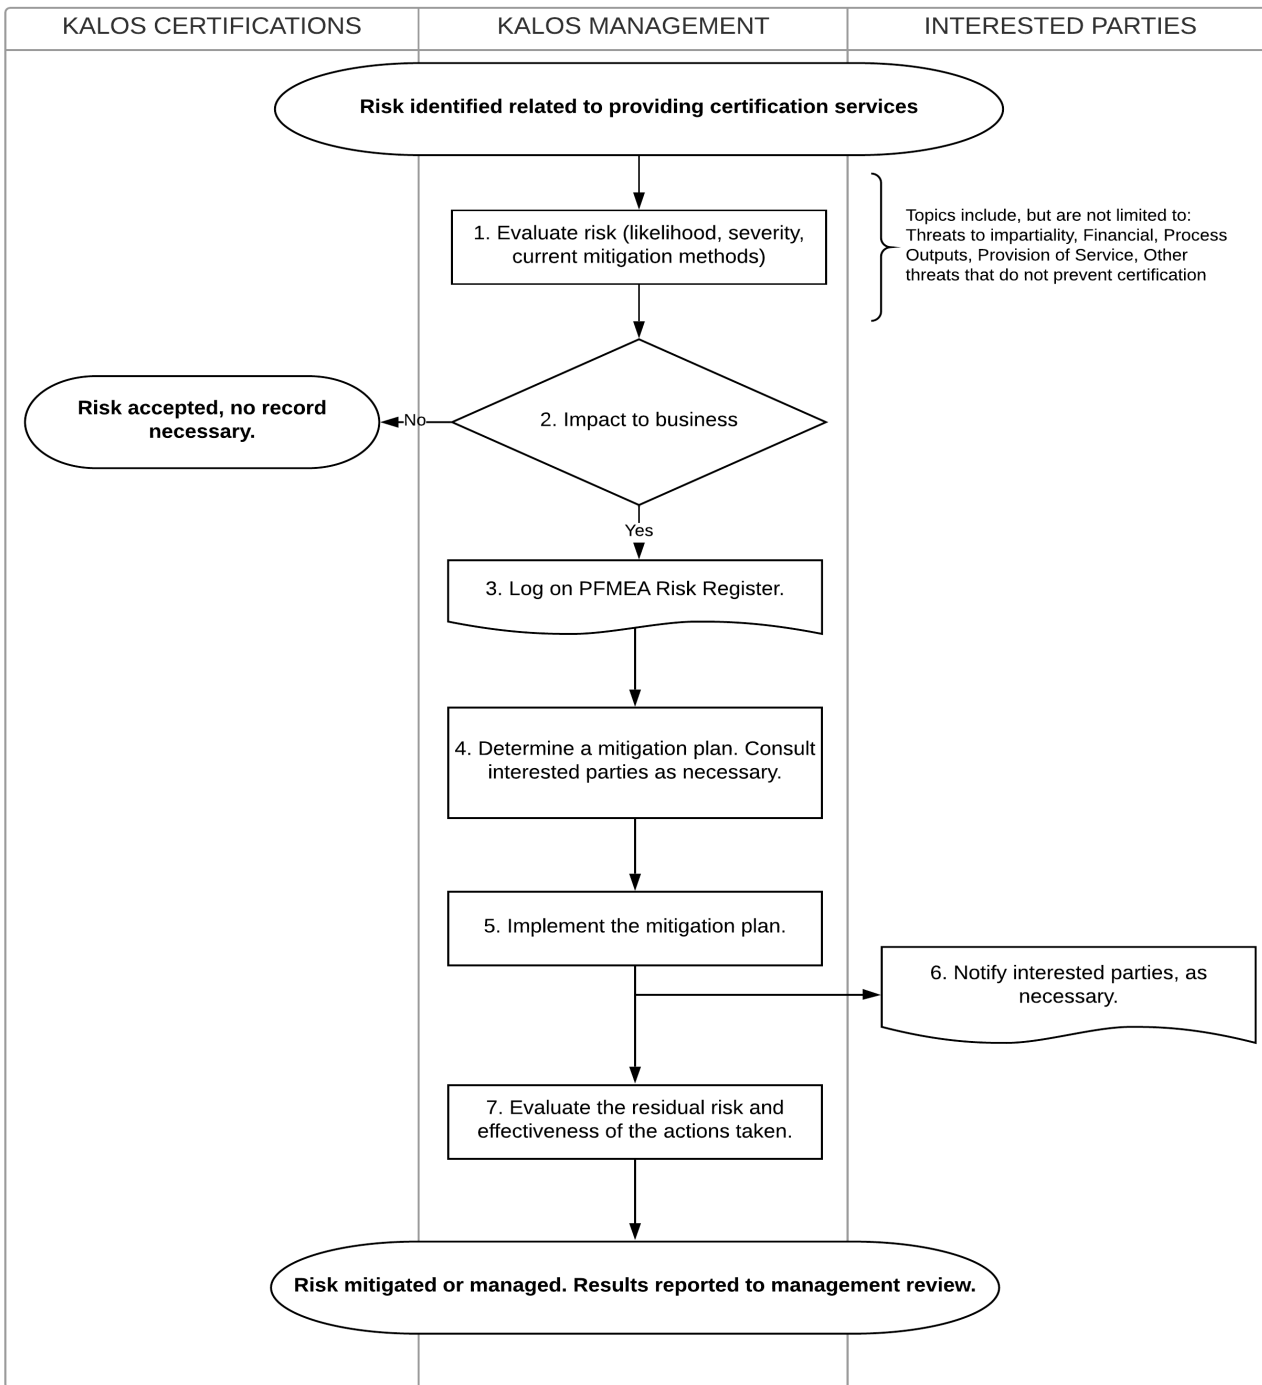 KALOS CERTIFICATIONS
KALOS MANAGEMENT
INTERESTED PARTIES
Risk identified related to providing certification services
1. Evaluate risk (likelihood, severity,
current mitigation methods)
Topics include, but are not limited to:
Threats to impartiality, Financial, Process
Outputs, Provision of Service, Other
threats that do not prevent certification
2. Impact to business
No
Risk accepted, no record
necessary.
Yes
3. Log on PFMEA Risk Register.
4. Determine a mitigation plan. Consult
interested parties as necessary.
5. Implement the mitigation plan.
6. Notify interested parties, as
necessary.
7. Evaluate the residual risk and
effectiveness of the actions taken.
Risk mitigated or managed. Results reported to management review.